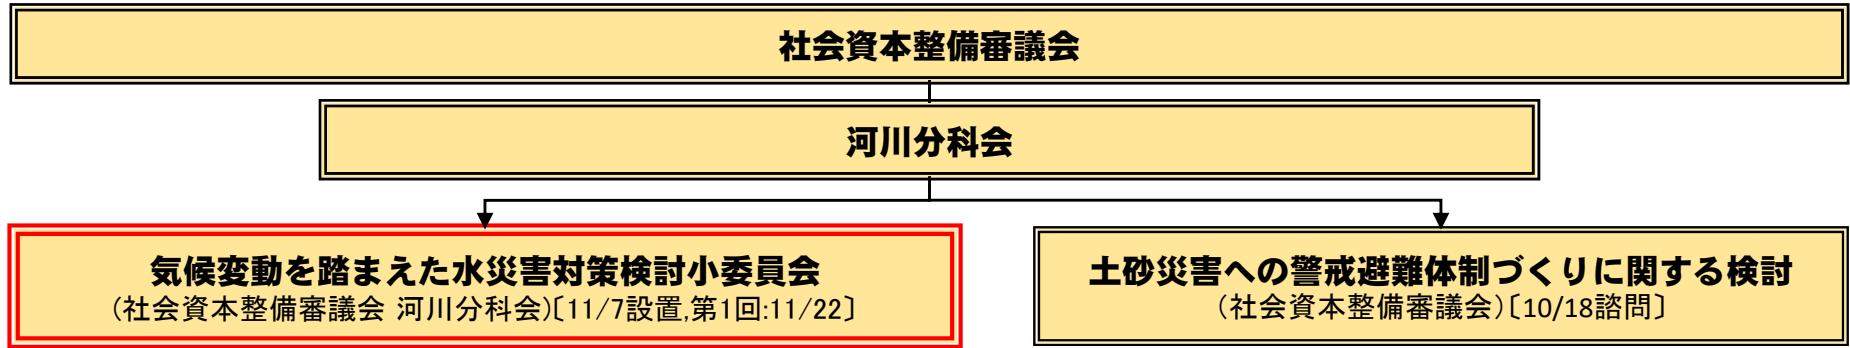 社会資本整備審議会
河川分科会
気候変動を踏まえた水災害対策検討小委員会
(社会資本整備審議会 河川分科会)〔11/7設置,第1回:11/22〕
土砂災害への警戒避難体制づくりに関する検討
(社会資本整備審議会)〔10/18諮問〕